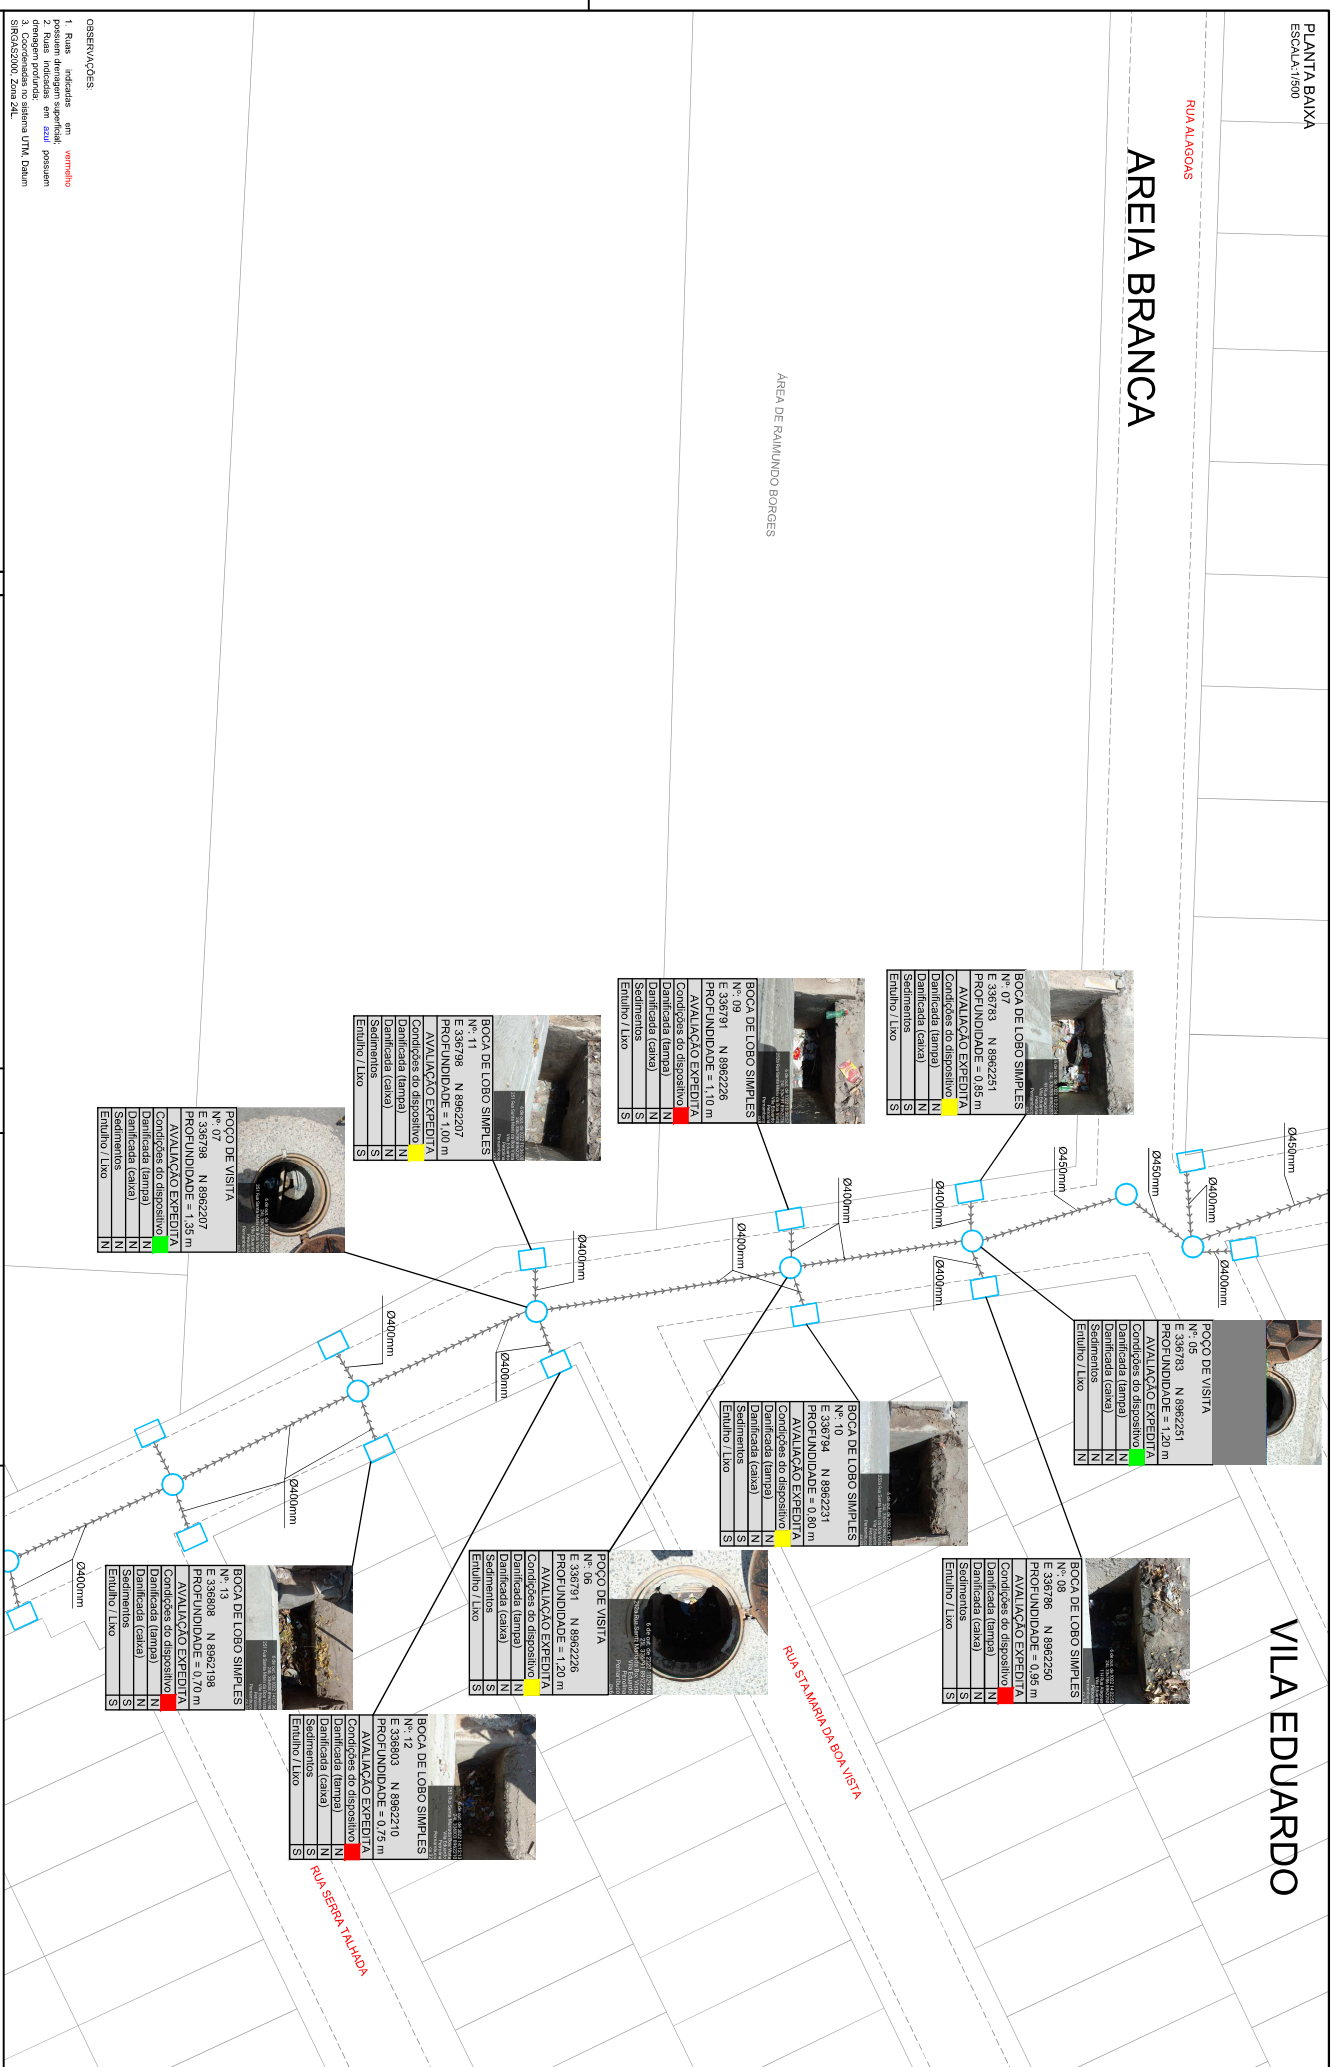 PLANTA BAIXA
ESCALA:1/500
RUA ALAGOAS
AREIA BRANCA
VILA EDUARDO
ÁREA DE RAIMUNDO BORGES
RUA STA.MARIA DA BOA VISTA
RUA SERRA TALHADA
Ø450mm
Ø400mm
Ø450mm
Ø400mm
Ø450mm
Ø400mm
Ø400mm
Ø400mm
Ø400mm
Ø400mm
Ø400mm
Ø400mm
Ø400mm
Ø400mm
POÇO DE VISITA
Nº: 05
E 336783 N 8962251
PROFUNDIDADE = 1,20 m
AVALIAÇÃO EXPEDITA
Condições do dispositivo
Danificada (tampa) N
Danificada (caixa) N
Sedimentos N
Entulho / Lixo N
BOCA DE LOBO SIMPLES
Nº: 07
E 336783 N 8962251
PROFUNDIDADE = 0,85 m
AVALIAÇÃO EXPEDITA
Condições do dispositivo
Danificada (tampa) N
Danificada (caixa) N
Sedimentos S
Entulho / Lixo S
BOCA DE LOBO SIMPLES
Nº: 08
E 336786 N 8962250
PROFUNDIDADE = 0,95 m
AVALIAÇÃO EXPEDITA
Condições do dispositivo
Danificada (tampa) N
Danificada (caixa) N
Sedimentos S
Entulho / Lixo S
BOCA DE LOBO SIMPLES
Nº: 09
E 336791 N 8962226
PROFUNDIDADE = 1,10 m
AVALIAÇÃO EXPEDITA
Condições do dispositivo
Danificada (tampa) N
Danificada (caixa) N
Sedimentos S
Entulho / Lixo S
BOCA DE LOBO SIMPLES
Nº: 10
E 336794 N 8962231
PROFUNDIDADE = 0,80 m
AVALIAÇÃO EXPEDITA
Condições do dispositivo
Danificada (tampa) N
Danificada (caixa) N
Sedimentos S
Entulho / Lixo S
POÇO DE VISITA
Nº: 06
E 336791 N 8962226
PROFUNDIDADE = 1,20 m
AVALIAÇÃO EXPEDITA
Condições do dispositivo
Danificada (tampa) N
Danificada (caixa) N
Sedimentos S
Entulho / Lixo S
BOCA DE LOBO SIMPLES
Nº: 11
E 336798 N 8962207
PROFUNDIDADE = 1,00 m
AVALIAÇÃO EXPEDITA
Condições do dispositivo
Danificada (tampa) N
Danificada (caixa) N
Sedimentos S
Entulho / Lixo S
BOCA DE LOBO SIMPLES
Nº: 12
E 336803 N 8962210
PROFUNDIDADE = 0,75 m
AVALIAÇÃO EXPEDITA
Condições do dispositivo
Danificada (tampa) N
Danificada (caixa) N
Sedimentos S
Entulho / Lixo S
POÇO DE VISITA
Nº: 07
E 336798 N 8962207
PROFUNDIDADE = 1,35 m
AVALIAÇÃO EXPEDITA
Condições do dispositivo
Danificada (tampa) N
Danificada (caixa) N
Sedimentos N
Entulho / Lixo N
BOCA DE LOBO SIMPLES
Nº: 13
E 336808 N 8962198
PROFUNDIDADE = 0,70 m
AVALIAÇÃO EXPEDITA
Condições do dispositivo
Danificada (tampa) N
Danificada (caixa) N
Sedimentos S
Entulho / Lixo S
OBSERVAÇÕES:
1. Ruas indicadas em vermelho
possuem drenagem superficial;
2. Ruas indicadas em azul possuem
drenagem profunda;
3. Coordenadas no sistema UTM, Datum
SIRGAS2000, Zona 24L.